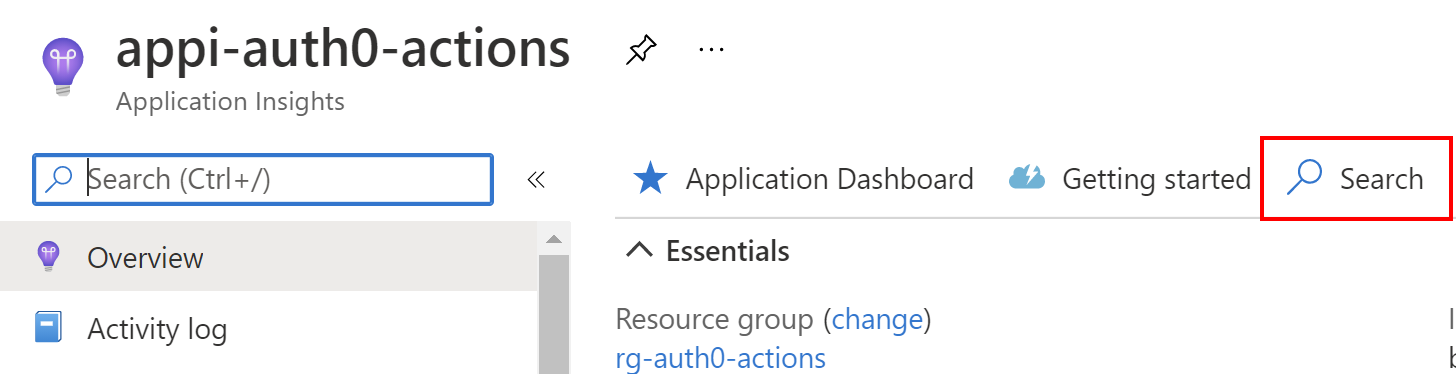 appi-auth0-actions
Application Insights
Search (Ctrl+/)
«
Application Dashboard
Getting started
Search
Overview
Activity log
Essentials
Resource group (change)
rg-auth0-actions